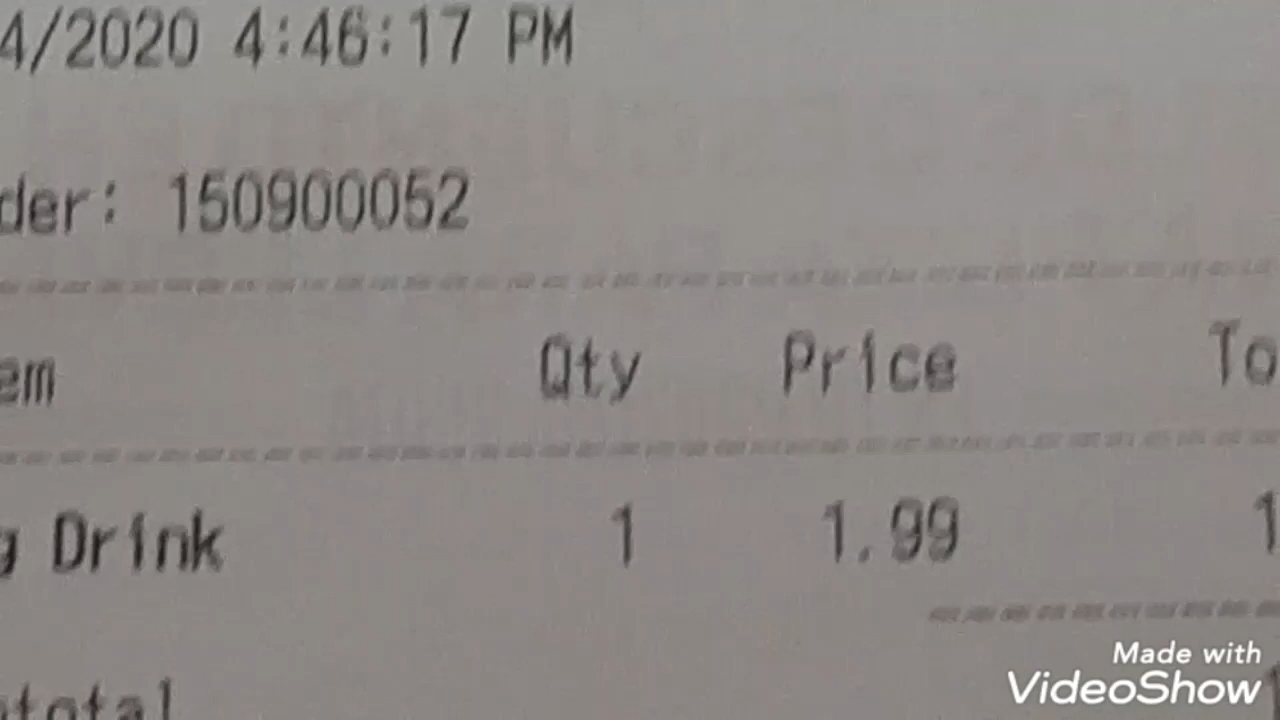 4/2020 4:46:17 PM
der: 150900052
em Qty Price To
g Drink 1 1.99 1
total
Made with
VideoShow